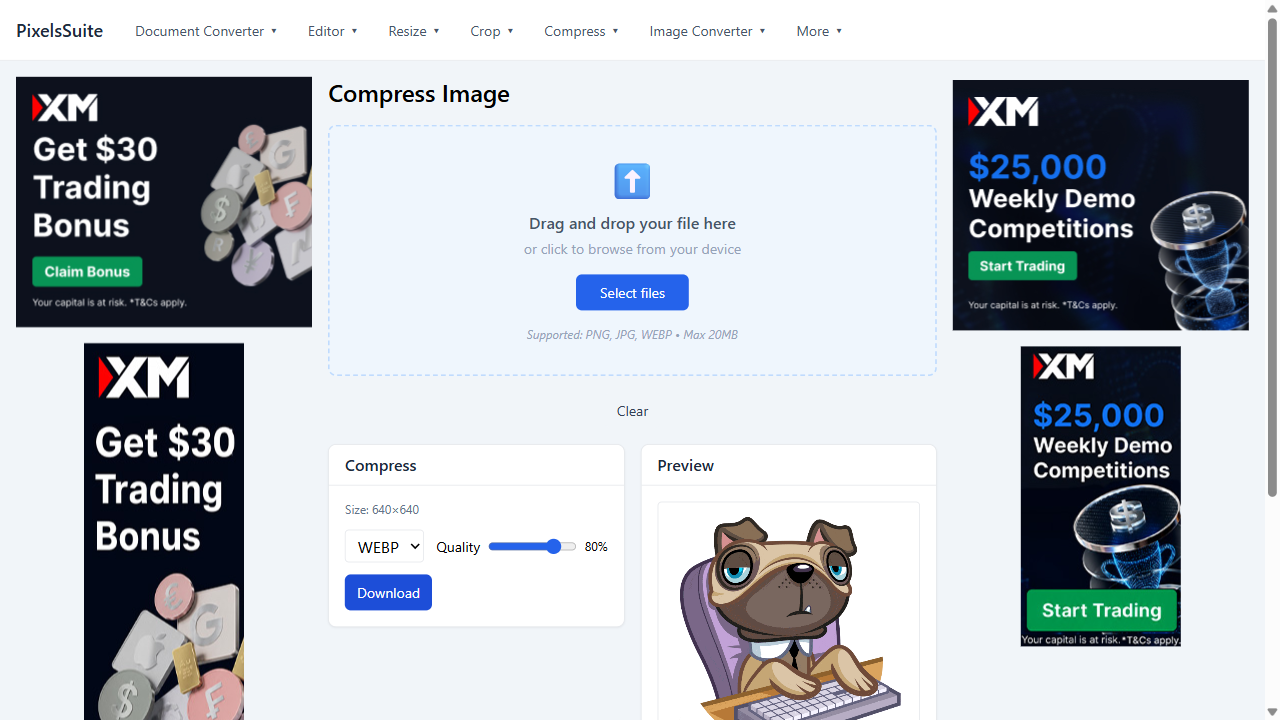 PixelsSuite
Document Converter ▾
Editor ▾
Resize ▾
Crop ▾
Compress ▾
Image Converter ▾
More ▾
XM
Get $30
Trading
Bonus
Claim Bonus
Your capital is at risk. *T&Cs apply.
XM
Get $30
Trading
Bonus
Compress Image
Drag and drop your file here
or click to browse from your device
Select files
Supported: PNG, JPG, WEBP • Max 20MB
Clear
Compress
Size: 640×640
WEBP
Quality
80%
Download
Preview
XM
$25,000
Weekly Demo
Competitions
Start Trading
Your capital is at risk. *T&Cs apply.
XM
$25,000
Weekly Demo
Competitions
Start Trading
Your capital is at risk. *T&Cs apply.